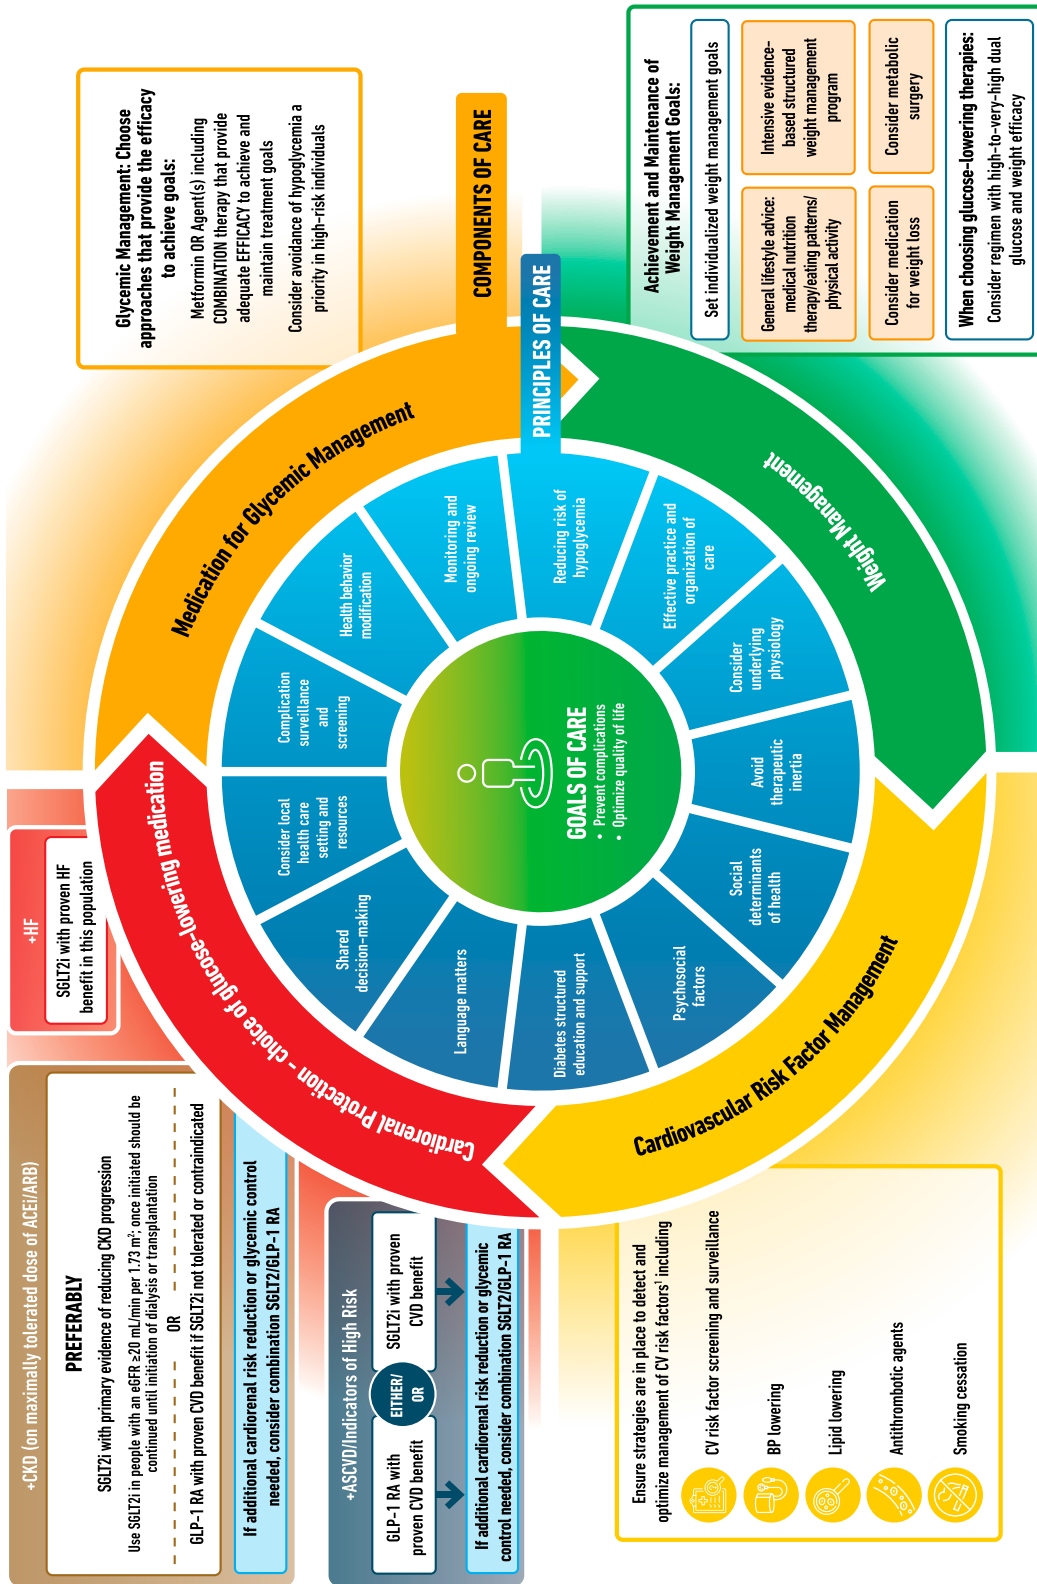 +CKD (on maximally tolerated dose of ACEi/ARB)
PREFERABLY
SGLT2i with primary evidence of reducing CKD progression
Use SGLT2i in people with an eGFR ≥20 mL/min per 1.73 m²; once initiated should be
continued until initiation of dialysis or transplantation
OR
GLP-1 RA with proven CVD benefit if SGLT2i not tolerated or contraindicated
If additional cardiorenal risk reduction or glycemic control
needed, consider combination SGLT2/GLP-1 RA
+HF
SGLT2i with proven HF
benefit in this population
+ASCVD/Indicators of High Risk
GLP-1 RA with
proven CVD benefit
EITHER/
OR
SGLT2i with proven
CVD benefit
If additional cardiorenal risk reduction or glycemic
control needed, consider combination SGLT2/GLP-1 RA
Glycemic Management: Choose
approaches that provide the efficacy
to achieve goals:
Metformin OR Agent(s) including
COMBINATION therapy that provide
adequate EFFICACY to achieve and
maintain treatment goals
Consider avoidance of hypoglycemia a
priority in high-risk individuals
COMPONENTS OF CARE
PRINCIPLES OF CARE
Cardiorenal Protection - choice of glucose-lowering medication
Medication for Glycemic Management
Weight Management
Cardiovascular Risk Factor Management
Consider local
health care
setting and
resources
Complication
surveillance
and
screening
Health behavior
modification
Monitoring and
ongoing review
Reducing risk of
hypoglycemia
Effective practice and
organization of
care
Consider
underlying
physiology
Avoid
therapeutic
inertia
Social
determinants
of health
Psychosocial
factors
Diabetes structured
education and support
Language matters
Shared
decision-making
GOALS OF CARE
• Prevent complications
• Optimize quality of life
Ensure strategies are in place to detect and
optimize management of CV risk factors¹ including
CV risk factor screening and surveillance
BP lowering
Lipid lowering
Antithrombotic agents
Smoking cessation
Achievement and Maintenance of
Weight Management Goals:
Set individualized weight management goals
General lifestyle advice:
medical nutrition
therapy/eating patterns/
physical activity
Intensive evidence-
based structured
weight management
program
Consider medication
for weight loss
Consider metabolic
surgery
When choosing glucose-lowering therapies:
Consider regimen with high-to-very-high dual
glucose and weight efficacy